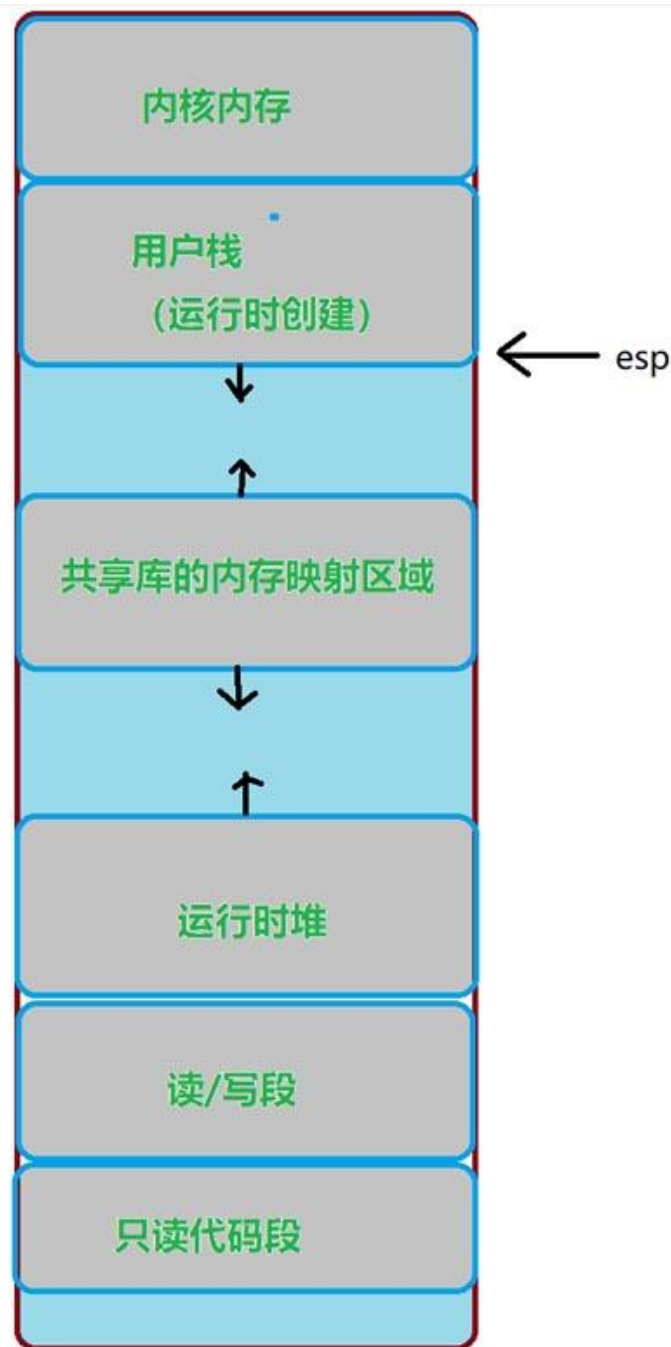 内核内存
用户栈
（运行时创建）
esp
共享库的内存映射区域
运行时堆
读/写段
只读代码段